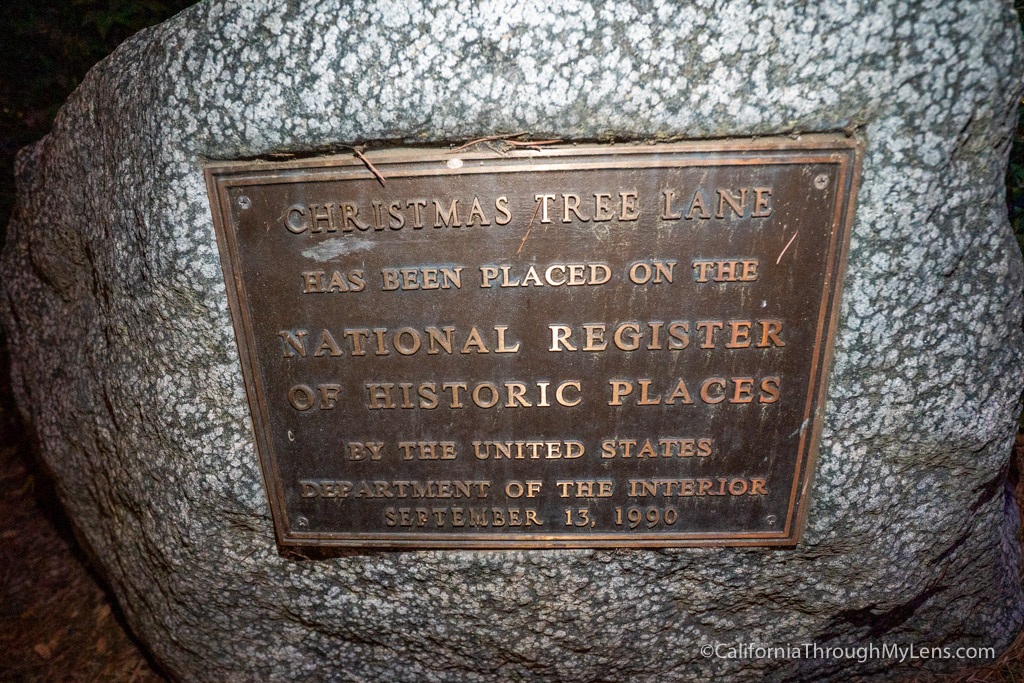 CHRISTMAS TREE LANE
HAS BEEN PLACED ON THE
NATIONAL REGISTER
OF HISTORIC PLACES
BY THE UNITED STATES
DEPARTMENT OF THE INTERIOR
SEPTEMBER 13, 1990
©CaliforniaThroughMyLens.com